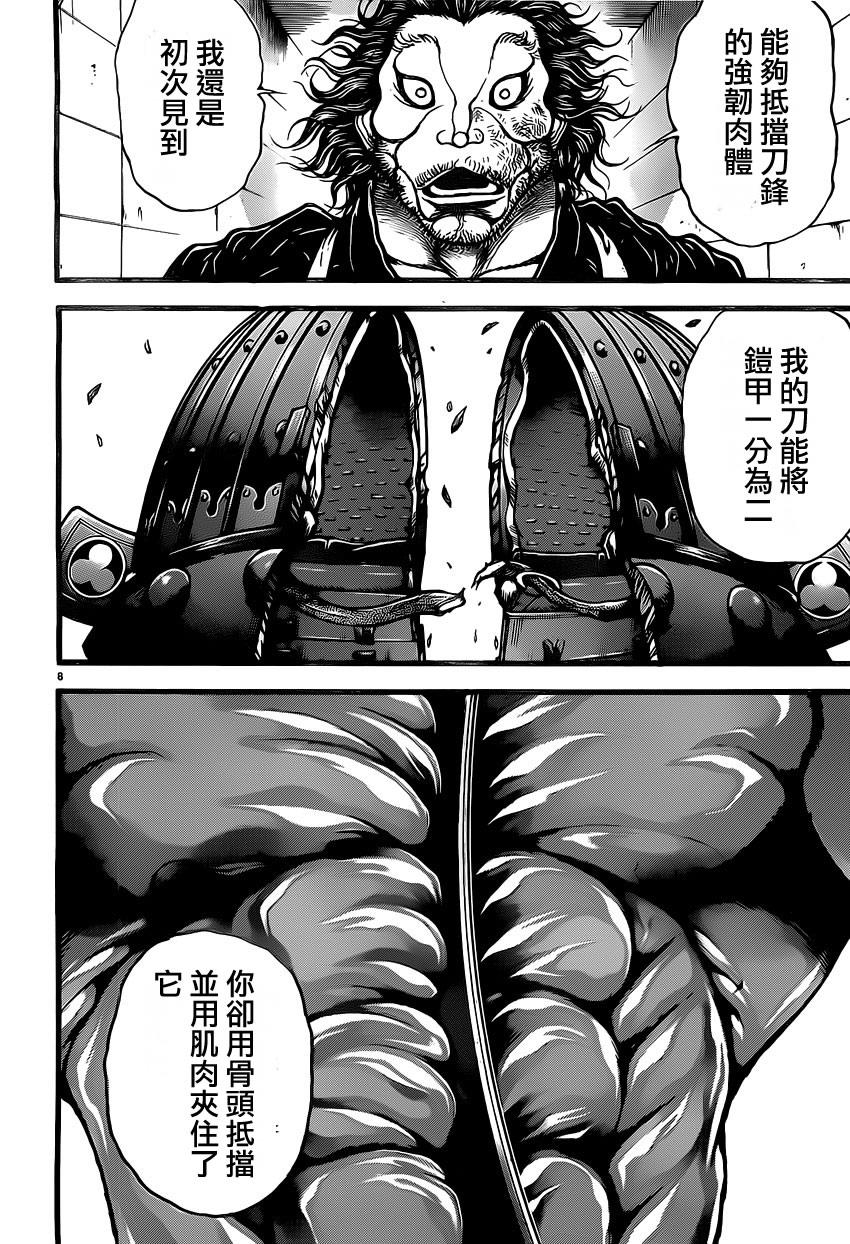 能夠抵擋刀鋒
的強韌肉體
我還是
初次見到
我的刀能將
鎧甲一分為二
8
你卻用骨頭抵擋
並用肌肉夾住了
它